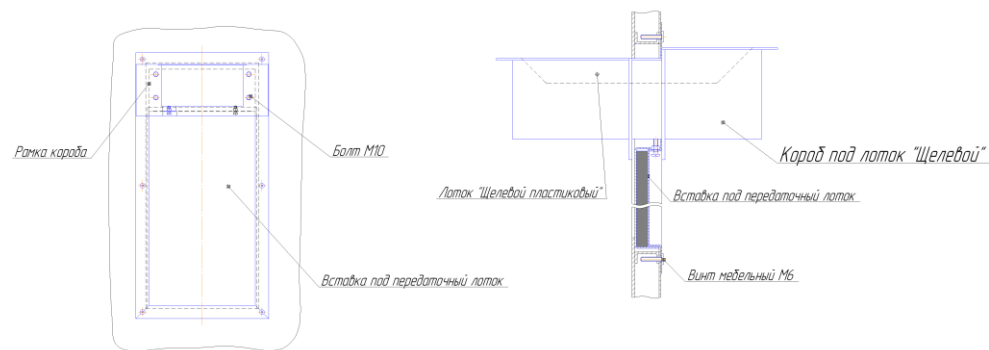 Рамка короба
Болт М10
Вставка под передаточный лоток
Лоток "Щелевой пластиковый"
Короб под лоток "Щелевой"
Вставка под передаточный лоток
Винт мебельный М6